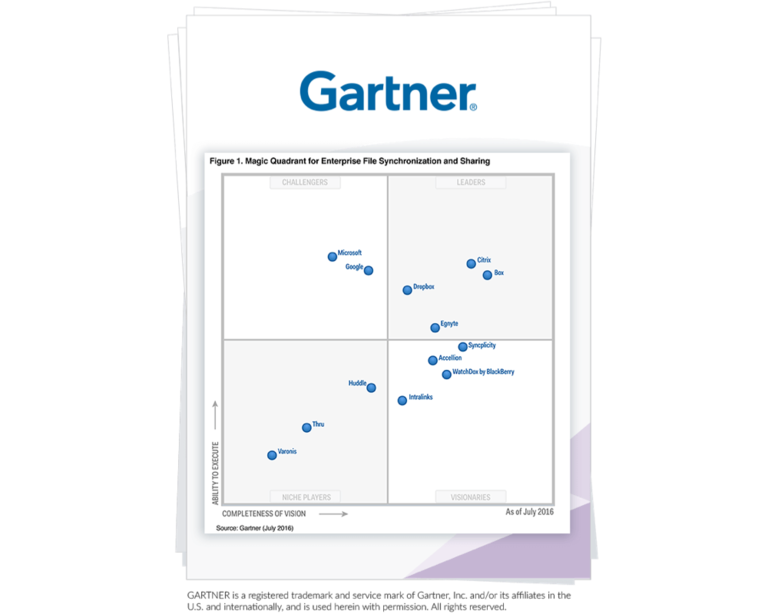 Gartner®
Figure 1. Magic Quadrant for Enterprise File Synchronization and Sharing
CHALLENGERS
LEADERS
Microsoft
Google
Citrix
Box
Dropbox
Egnyte
Syncplicity
Accellion
WatchDox by BlackBerry
Huddle
Intralinks
Thru
Varonis
ABILITY TO EXECUTE
NICHE PLAYERS
VISIONARIES
COMPLETENESS OF VISION
As of July 2016
Source: Gartner (July 2016)
GARTNER is a registered trademark and service mark of Gartner, Inc. and/or its affiliates in the
U.S. and internationally, and is used herein with permission. All rights reserved.